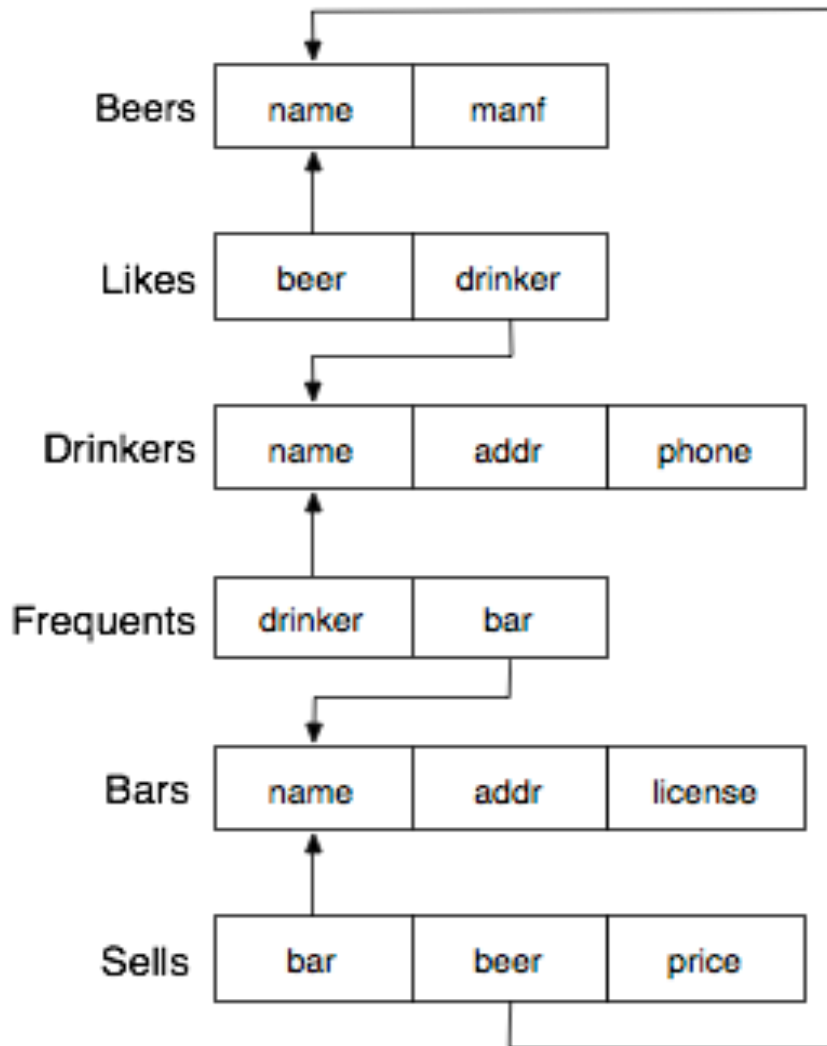 Beers name manf
Likes beer drinker
Drinkers name addr phone
Frequents drinker bar
Bars name addr license
Sells bar beer price